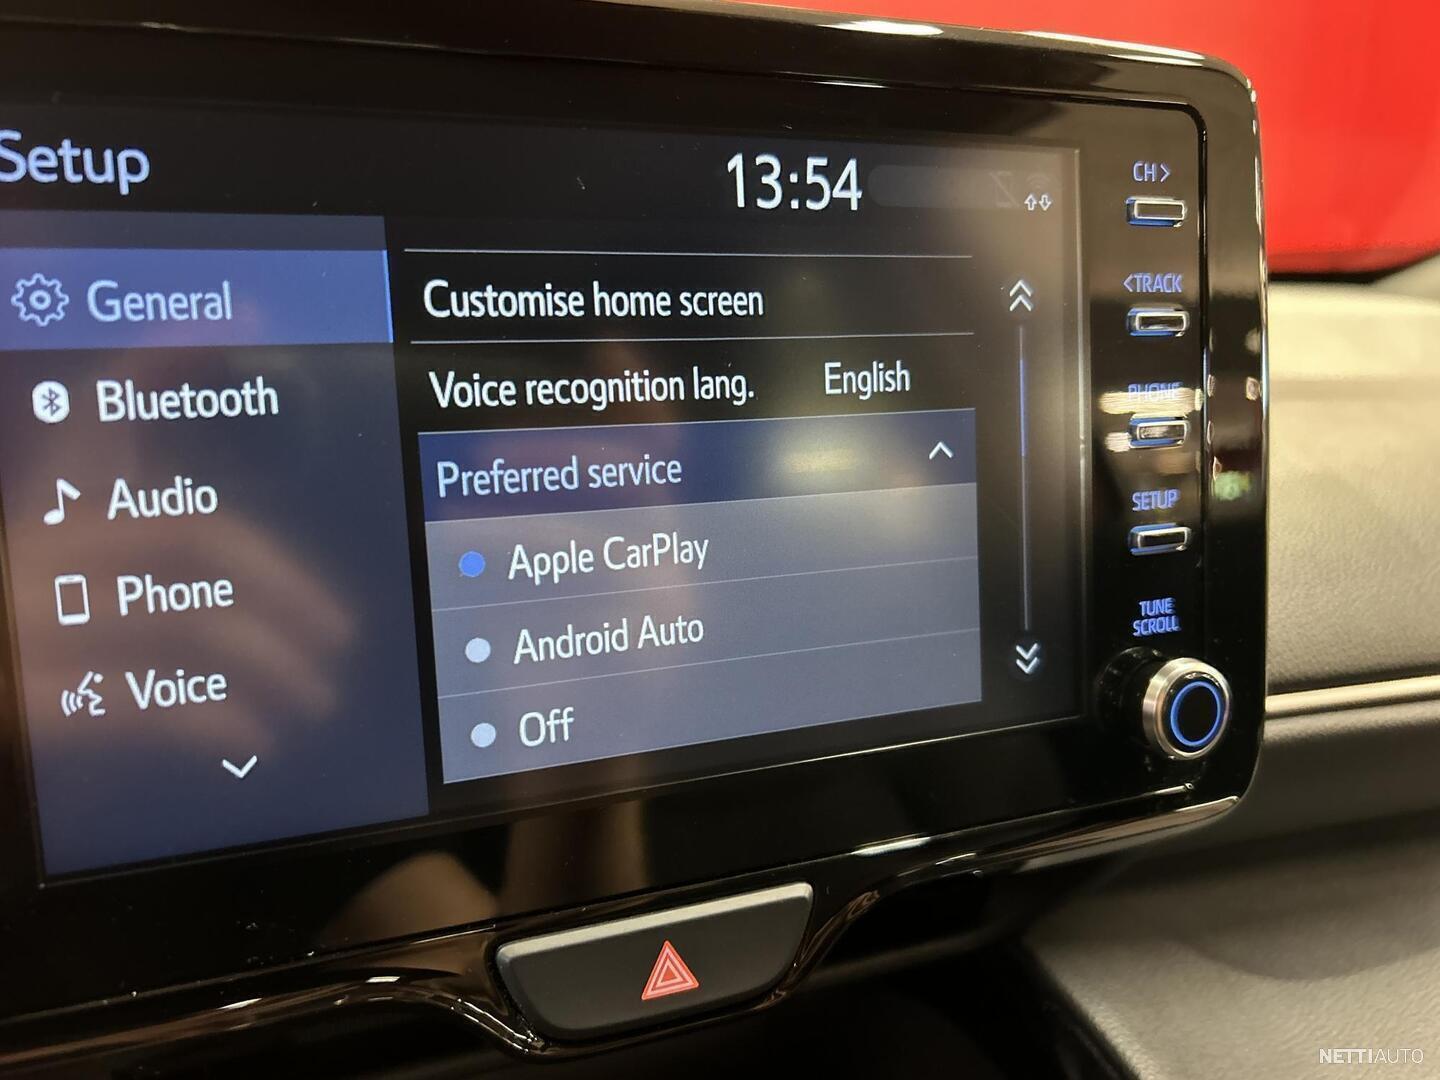 Setup
13:54
General
Bluetooth
Audio
Phone
Voice
Customise home screen
Voice recognition lang. English
Preferred service
Apple CarPlay
Android Auto
Off
CH>
<TRACK
PHONE
SETUP
TUNE
SCROLL
NETTIAUTO